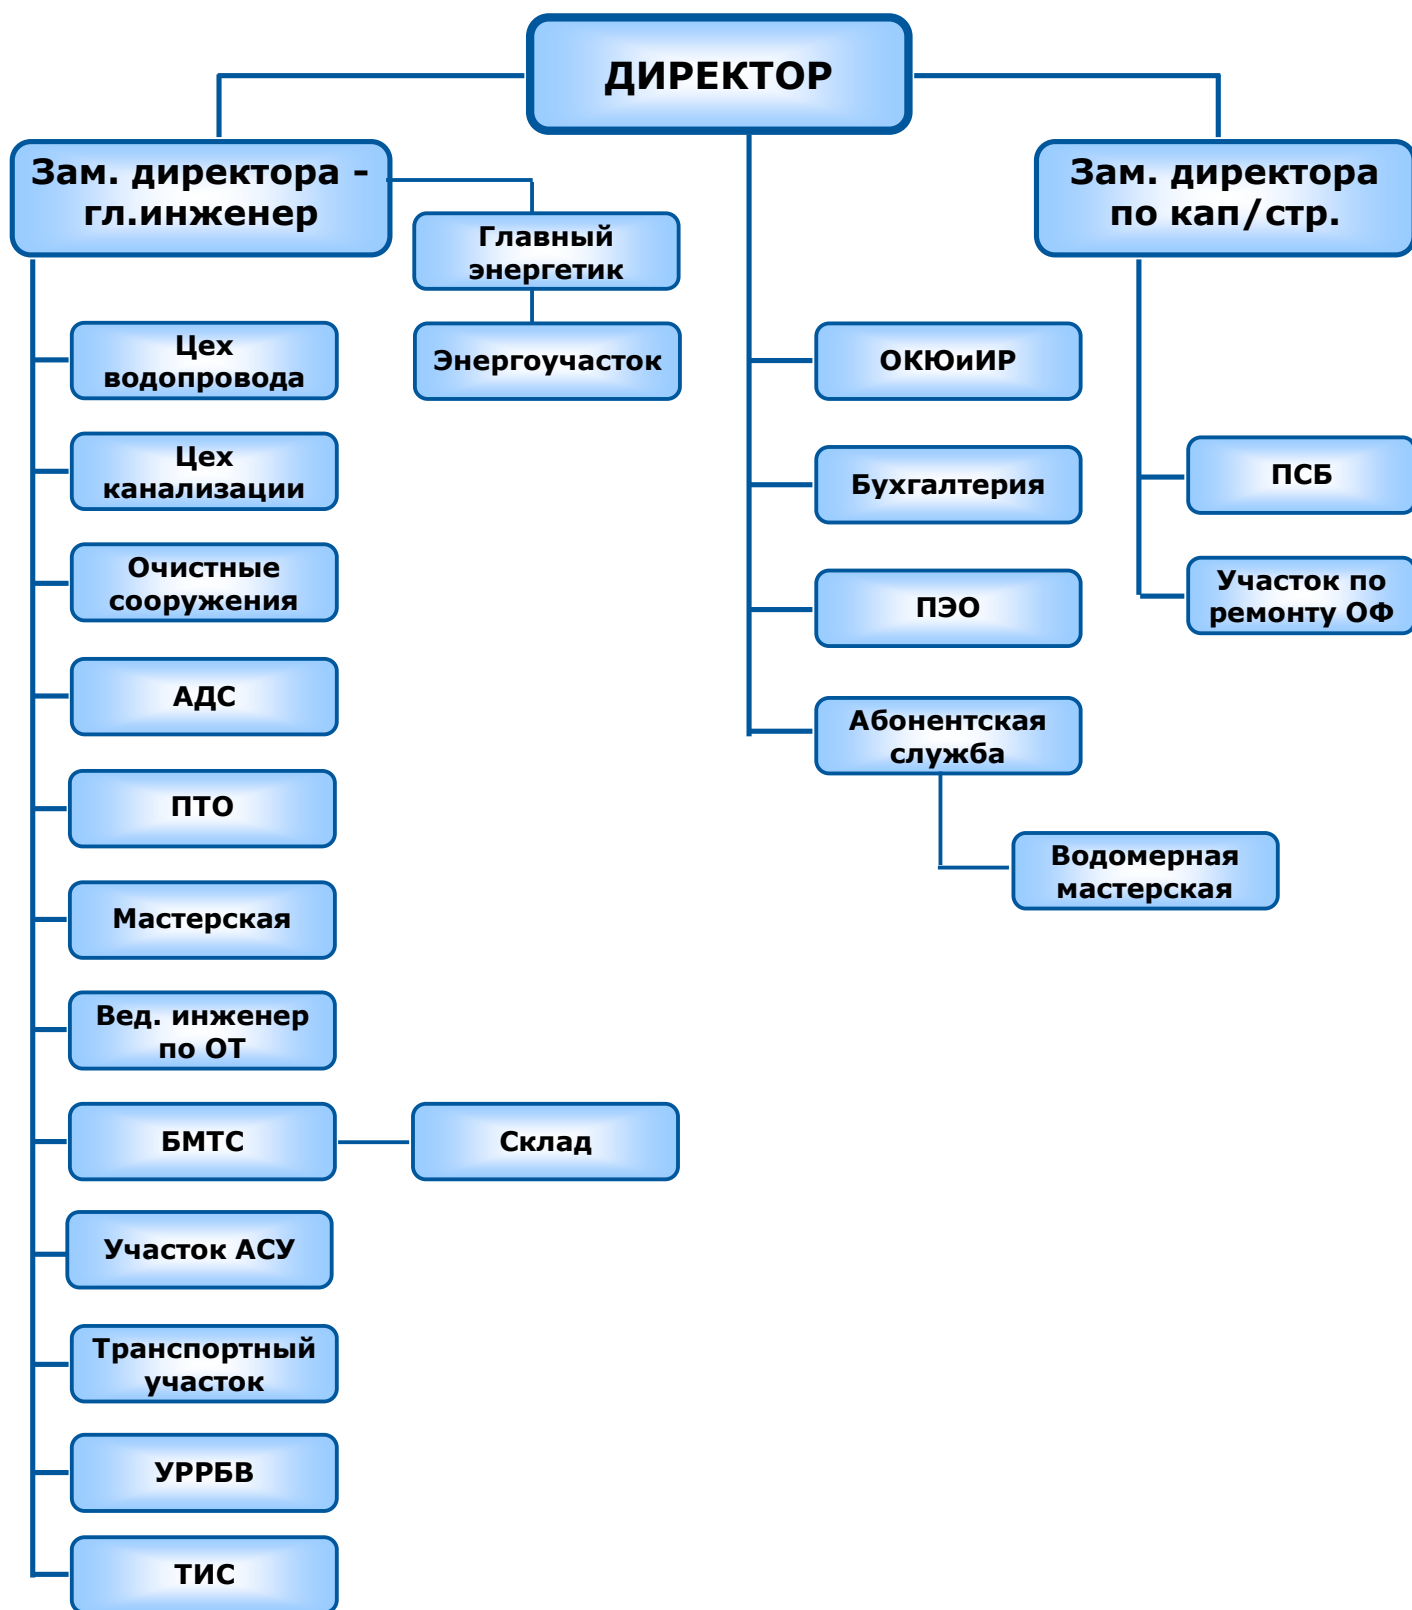 ДИРЕКТОР
Зам. директора -
гл.инженер
Зам. директора
по кап/стр.
Главный
энергетик
Энергоучасток
Цех
водопровода
Цех
канализации
Очистные
сооружения
АДС
ПТО
Мастерская
Вед. инженер
по ОТ
БМТС
Склад
Участок АСУ
Транспортный
участок
УРРБВ
ТИС
ОКЮиИР
Бухгалтерия
ПЭО
Абонентская
служба
Водомерная
мастерская
ПСБ
Участок по
ремонту ОФ